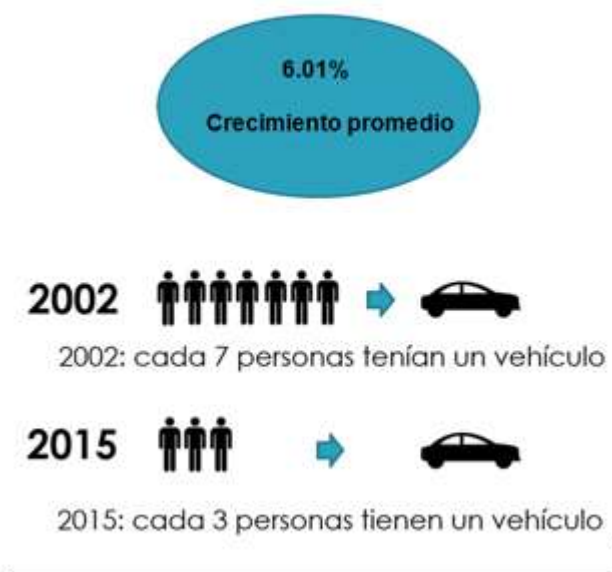 6.01%
Crecimiento promedio
2002
2002: cada 7 personas tenían un vehículo
2015
2015: cada 3 personas tienen un vehículo